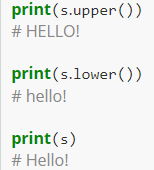 print(s.upper())
# HELLO!
print(s.lower())
# hello!
print(s)
# Hello!